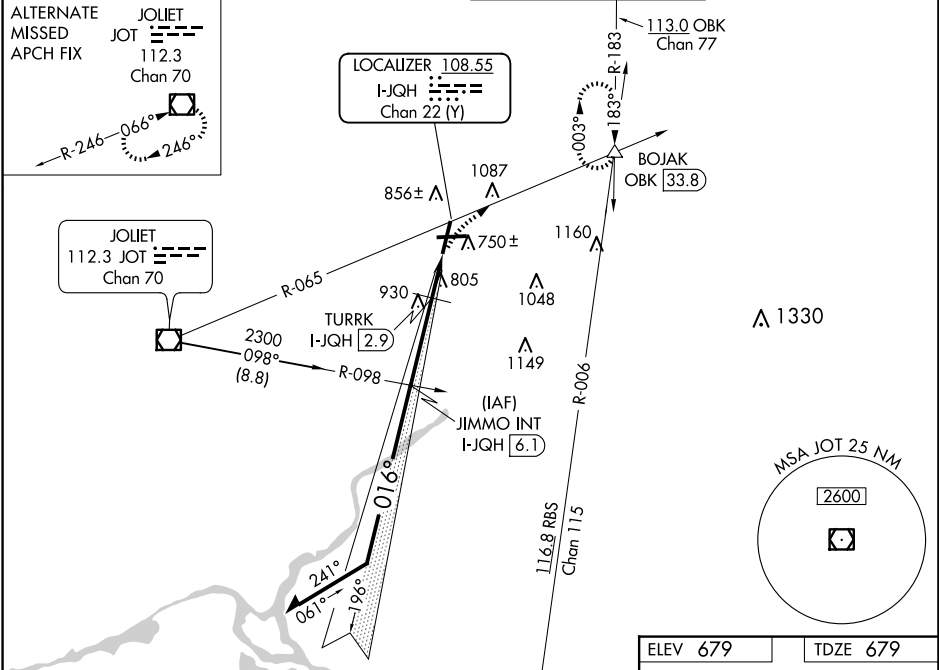 ALTERNATE
MISSED
APCH FIX
JOLIET
JOT
112.3
Chan 70
R-246
066°
246°
LOCALIZER 108.55
I-JQH
Chan 22 (Y)
113.0 OBK
Chan 77
R-183
183°
003°
BOJAK
OBK 33.8
1087
856±
750±
1160
JOLIET
112.3 JOT
Chan 70
R-065
930
805
1048
TURRK
I-JQH 2.9
1330
2300
098°
(8.8)
R-098
1149
R-006
(IAF)
JIMMO INT
I-JQH 6.1
016°
MSA JOT 25 NM
2600
116.8 RBS
Chan 115
241°
061°
196°
ELEV 679
TDZE 679